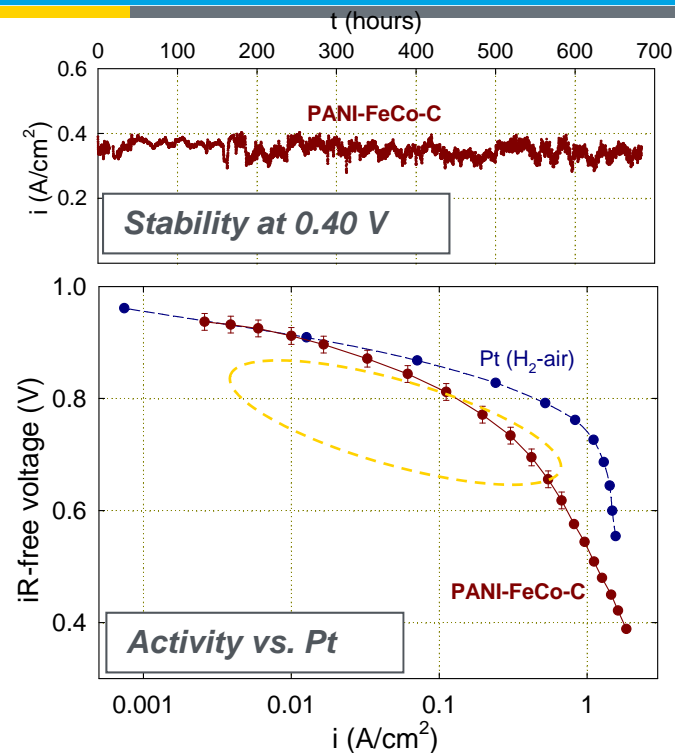 t (hours)
0 100 200 300 400 500 600 700
0.6
0.4
0.2
i (A/cm²)
PANI-FeCo-C
Stability at 0.40 V
1.0
0.8
0.6
0.4
iR-free voltage (V)
Pt (H₂-air)
PANI-FeCo-C
Activity vs. Pt
0.001 0.01 0.1 1
i (A/cm²)